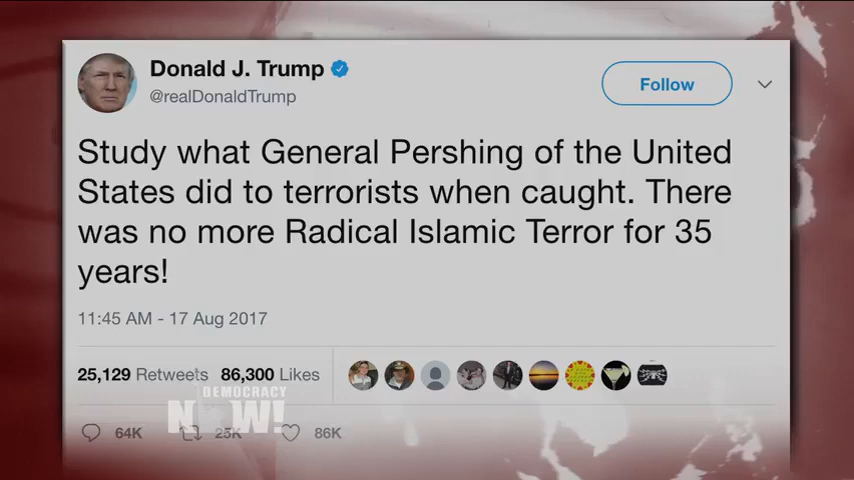 Donald J. Trump
@realDonaldTrump
Follow
Study what General Pershing of the United
States did to terrorists when caught. There
was no more Radical Islamic Terror for 35
years!
11:45 AM - 17 Aug 2017
25,129 Retweets 86,300 Likes
DEMOCRACY
NOW!
64K 25K 86K